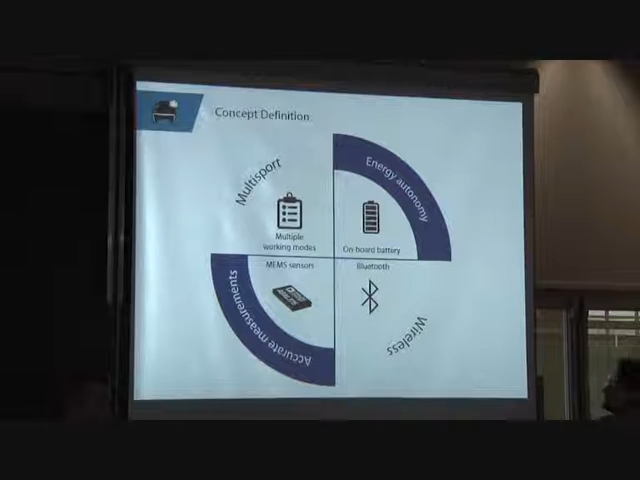 Concept Definition
Multisport
Energy autonomy
Multiple
working modes
On-board battery
MEMS sensors
Bluetooth
Accurate measurements
Wireless